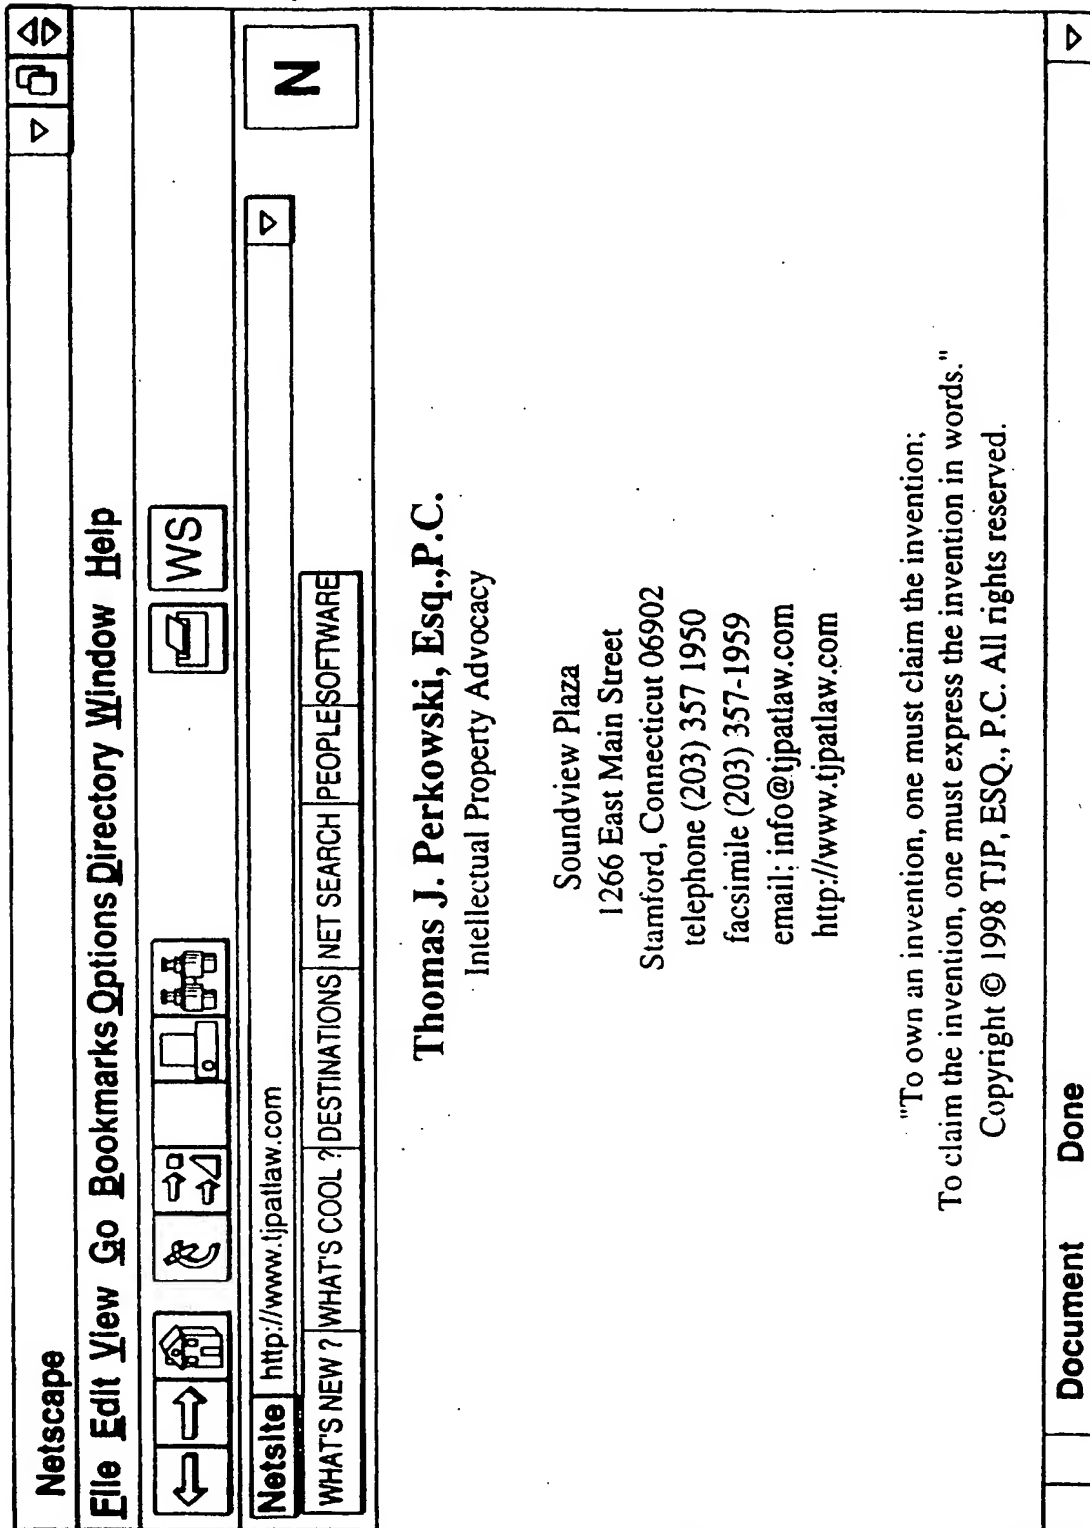 Netscape
File Edit View Go Bookmarks Options Directory Window Help
WS
Netsite http://www.tjpatlaw.com
N
WHAT'S NEW ? WHAT'S COOL ? DESTINATIONS NET SEARCH PEOPLE SOFTWARE
Thomas J. Perkowski, Esq.,P.C.
Intellectual Property Advocacy
Soundview Plaza
1266 East Main Street
Stamford, Connecticut 06902
telephone (203) 357 1950
facsimile (203) 357-1959
email; info@tjpatlaw.com
http://www.tjpatlaw.com
"To own an invention, one must claim the invention;
To claim the invention, one must express the invention in words."
Copyright © 1998 TJP, ESQ., P.C. All rights reserved.
Document Done